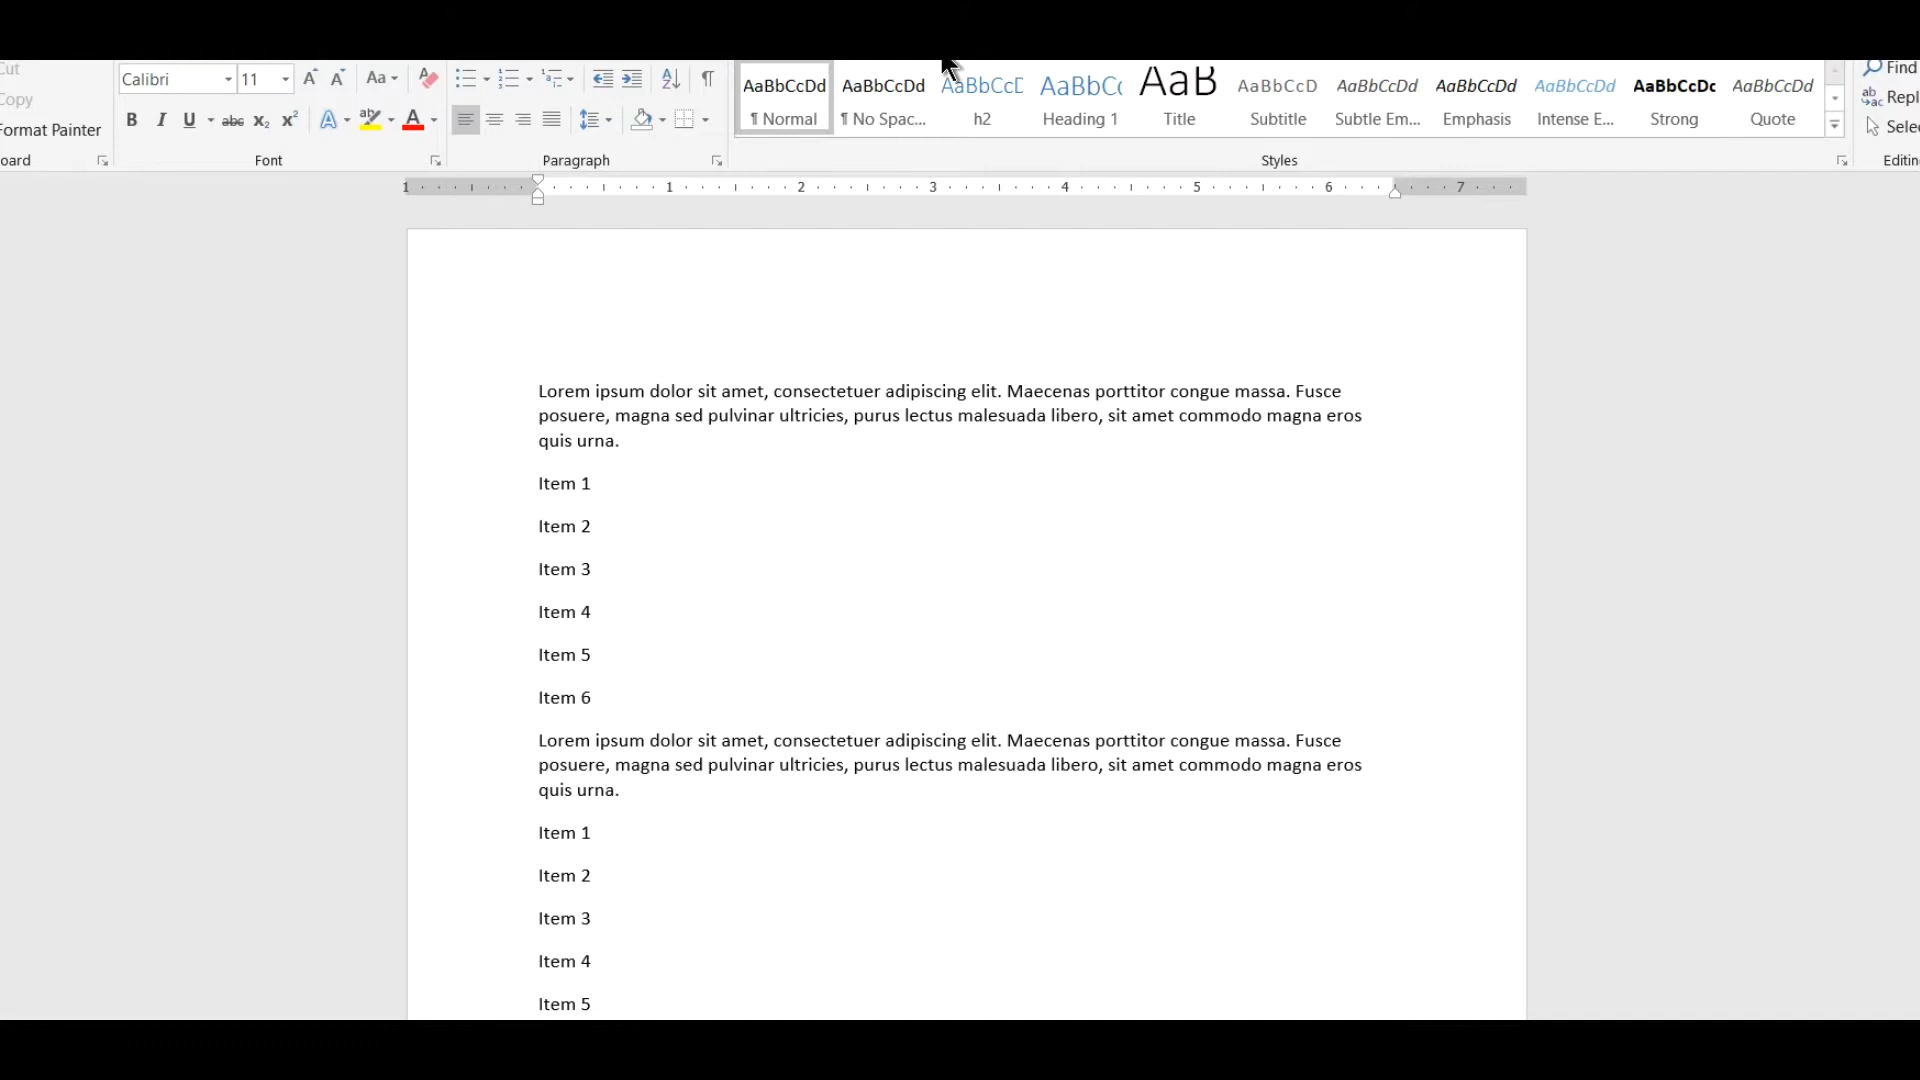 Cut
Calibri 11 Aa
AaBbCcDd AaBbCcDd AaBbCcD AaBbCc AaB AaBbCcD AaBbCcDd AaBbCcDd AaBbCcDd AaBbCcDc AaBbCcDd
Find
Copy
Repl
Format Painter
B I U abc X₂ X² A ab A
¶ Normal ¶ No Spac... h2 Heading 1 Title Subtitle Subtle Em... Emphasis Intense E... Strong Quote
Sele
oard Font Paragraph Styles Editin
1 1 2 3 4 5 6 7
Lorem ipsum dolor sit amet, consectetuer adipiscing elit. Maecenas porttitor congue massa. Fusce
posuere, magna sed pulvinar ultricies, purus lectus malesuada libero, sit amet commodo magna eros
quis urna.
Item 1
Item 2
Item 3
Item 4
Item 5
Item 6
Lorem ipsum dolor sit amet, consectetuer adipiscing elit. Maecenas porttitor congue massa. Fusce
posuere, magna sed pulvinar ultricies, purus lectus malesuada libero, sit amet commodo magna eros
quis urna.
Item 1
Item 2
Item 3
Item 4
Item 5